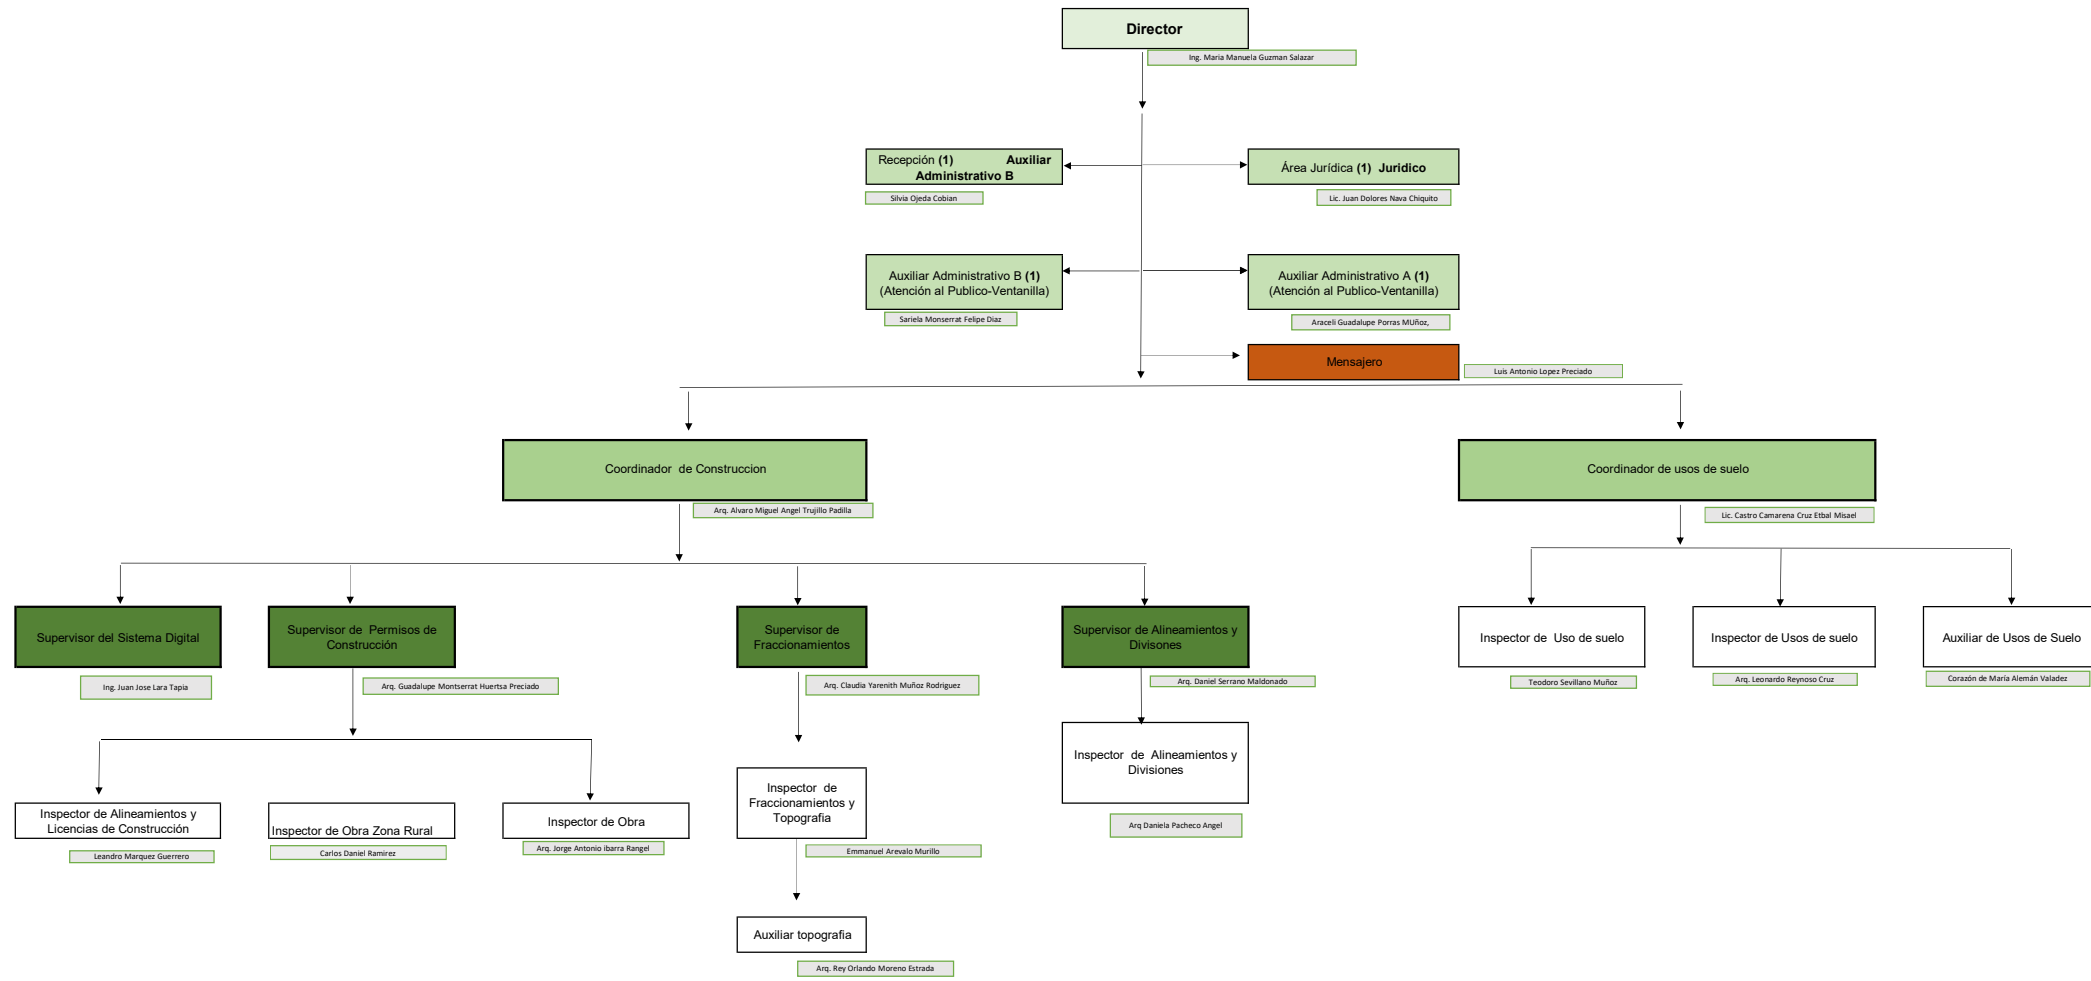 Director
Ing. Maria Manuela Guzman Salazar
Recepción (1) Auxiliar
Administrativo B
Silvia Ojeda Cobian
Área Jurídica (1) Juridico
Lic. Juan Dolores Nava Chiquito
Auxiliar Administrativo B (1)
(Atención al Publico-Ventanilla)
Sariela Monserrat Felipe Diaz
Auxiliar Administrativo A (1)
(Atención al Publico-Ventanilla)
Araceli Guadalupe Porras MUñoz,
Mensajero
Luis Antonio Lopez Preciado
Coordinador de Construccion
Arq. Alvaro Miguel Angel Trujillo Padilla
Coordinador de usos de suelo
Lic. Castro Camarena Cruz Etbal Misael
Supervisor del Sistema Digital
Ing. Juan Jose Lara Tapia
Supervisor de Permisos de
Construcción
Arq. Guadalupe Montserrat Huertsa Preciado
Supervisor de
Fraccionamientos
Arq. Claudia Yarenith Muñoz Rodriguez
Supervisor de Alineamientos y
Divisones
Arq. Daniel Serrano Maldonado
Inspector de Uso de suelo
Teodoro Sevillano Muñoz
Inspector de Usos de suelo
Arq. Leonardo Reynoso Cruz
Auxiliar de Usos de Suelo
Corazón de María Alemán Valadez
Inspector de Alineamientos y
Licencias de Construcción
Leandro Marquez Guerrero
Inspector de Obra Zona Rural
Carlos Daniel Ramirez
Inspector de Obra
Arq. Jorge Antonio ibarra Rangel
Inspector de
Fraccionamientos y
Topografia
Emmanuel Arevalo Murillo
Inspector de Alineamientos y
Divisiones
Arq Daniela Pacheco Angel
Auxiliar topografia
Arq. Rey Orlando Moreno Estrada